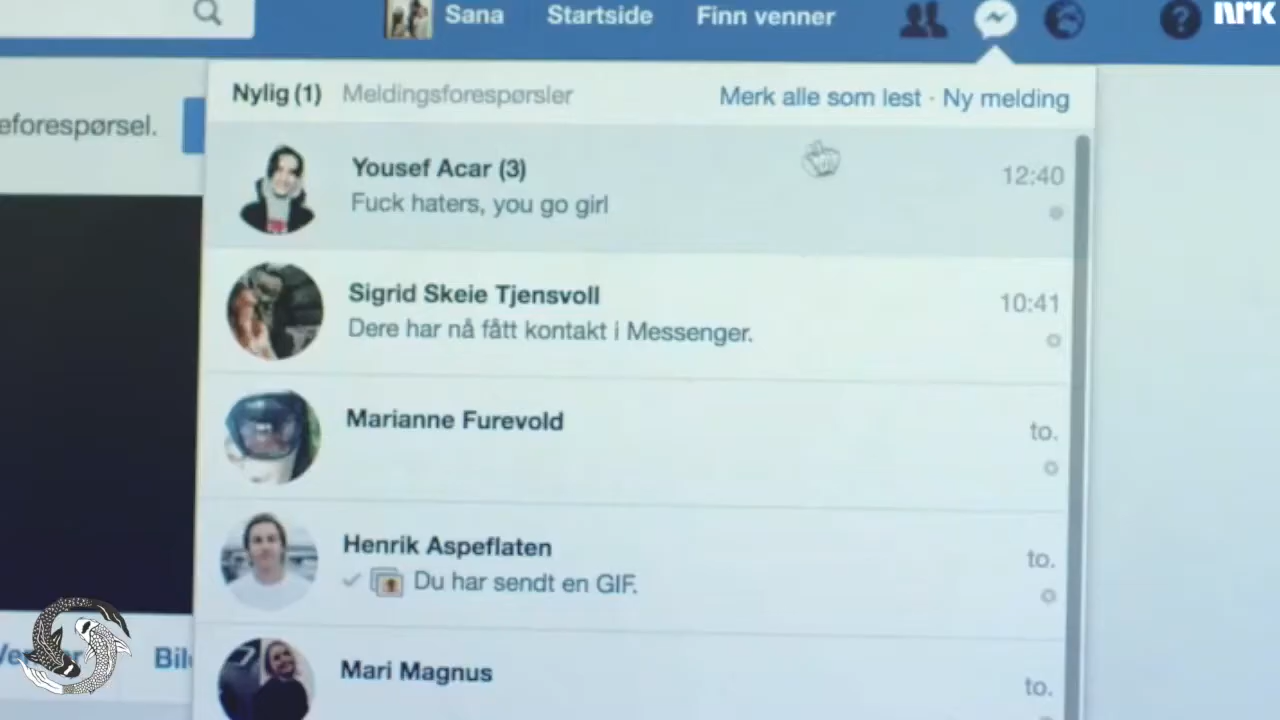 Sana Startside Finn venner
nrk
Nylig (1) Meldingsforespørsler Merk alle som lest · Ny melding
eforespørsel.
Yousef Acar (3) 12:40
Fuck haters, you go girl
Sigrid Skeie Tjensvoll 10:41
Dere har nå fått kontakt i Messenger.
Marianne Furevold to.
Henrik Aspeflaten to.
Du har sendt en GIF.
Mari Magnus to.